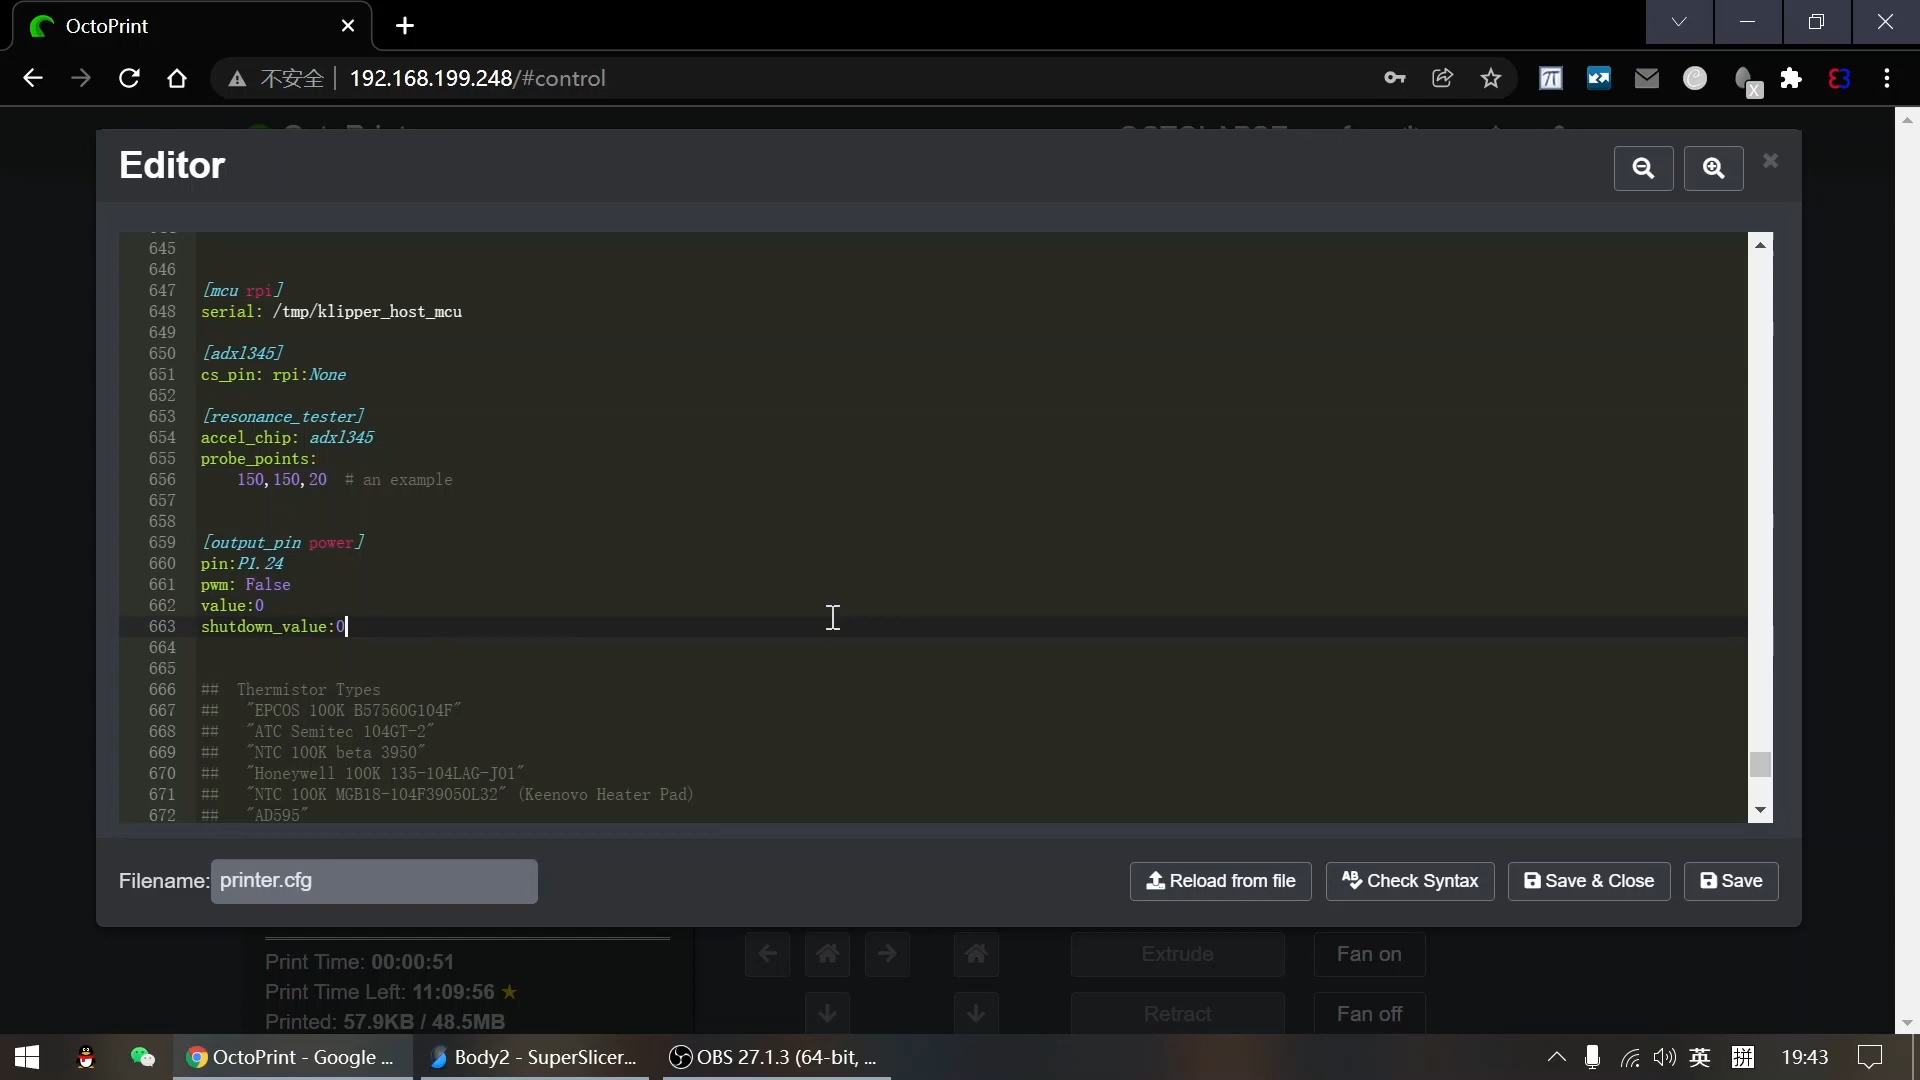 OctoPrint
不安全
192.168.199.248/#control
Editor
645
646
647 [mcu rpi]
648 serial: /tmp/klipper_host_mcu
649
650 [adxl345]
651 cs_pin: rpi:None
652
653 [resonance_tester]
654 accel_chip: adxl345
655 probe_points:
656 150,150,20 # an example
657
658
659 [output_pin power]
660 pin:P1.24
661 pwm: False
662 value:0
663 shutdown_value:0
664
665
666 ## Thermistor Types
667 ## "EPCOS 100K B57560G104F"
668 ## "ATC Semitec 104GT-2"
669 ## "NTC 100K beta 3950"
670 ## "Honeywell 100K 135-104LAG-J01"
671 ## "NTC 100K MGB18-104F39050L32" (Keenovo Heater Pad)
672 ## "AD595"
Filename: printer.cfg
Reload from file
Check Syntax
Save & Close
Save
Print Time: 00:00:51
Print Time Left: 11:09:56
Printed: 57.9KB / 48.5MB
Extrude
Fan on
Retract
Fan off
OctoPrint - Google ...
Body2 - SuperSlicer...
OBS 27.1.3 (64-bit, ...
英
拼
19:43